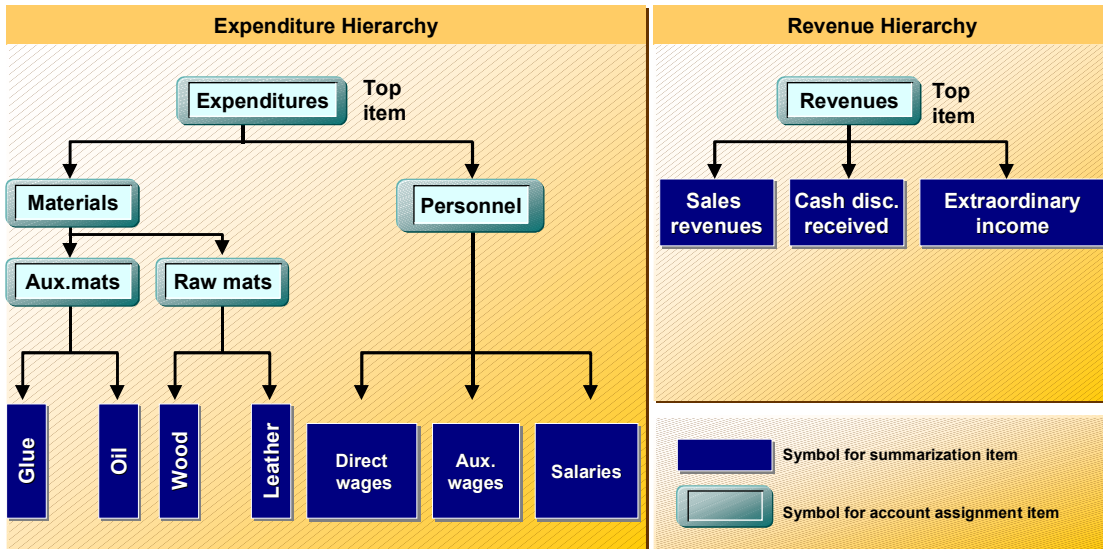 Expenditure Hierarchy
Expenditures
Top
item
Materials
Personnel
Aux.mats
Raw mats
Glue
Oil
Wood
Leather
Direct
wages
Aux.
wages
Salaries
Revenue Hierarchy
Revenues
Top
item
Sales
revenues
Cash disc.
received
Extraordinary
income
Symbol for summarization item
Symbol for account assignment item